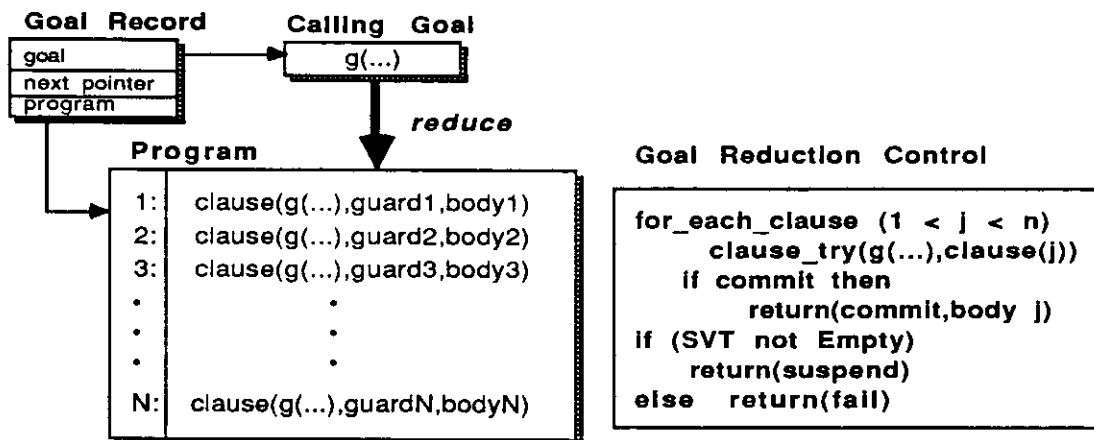 Goal Record
goal
next pointer
program
Calling Goal
g(...)
reduce
Program
1: clause(g(...),guard1,body1)
2: clause(g(...),guard2,body2)
3: clause(g(...),guard3,body3)
N: clause(g(...),guardN,bodyN)
Goal Reduction Control
for_each_clause (1 < j < n)
clause_try(g(...),clause(j))
if commit then
return(commit,body j)
if (SVT not Empty)
return(suspend)
else return(fail)